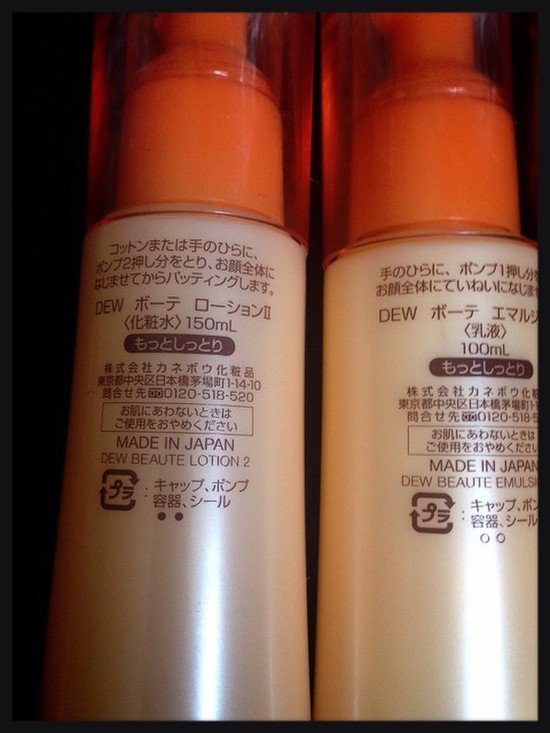 コットンまたは手のひらに、
ポンプ2押し分をとり、お顔全体に
なじませてからパッティングします。
DEW ボーテ ローションII
〈化粧水〉150mL
もっとしっとり
株式会社カネボウ化粧品
東京都中央区日本橋茅場町1-14-10
問合せ先 0120-518-520
お肌にあわないときは
ご使用をおやめください
MADE IN JAPAN
DEW BEAUTE LOTION 2
プラ : キャップ、ポンプ
容器、シール
手のひらに、ポンプ1押し分
お顔全体にていねいになじま
DEW ボーテ エマルジ
〈乳液〉
100mL
もっとしっとり
株式会社カネボウ化粧
東京都中央区日本橋茅場町1-14
問合せ先 0120-518-5
お肌にあわないときは
ご使用をおやめくださ
MADE IN JAPAN
DEW BEAUTE EMULS
プラ : キャップ、ポン
容器、シール